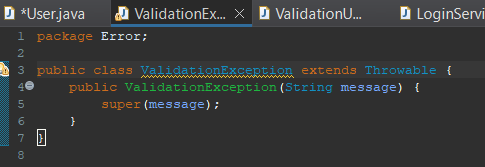 *User.java ValidationEx... ValidationU... LoginServi
1 package Error;
2
3 public class ValidationException extends Throwable {
4 public ValidationException(String message) {
5 super(message);
6 }
7 }
8